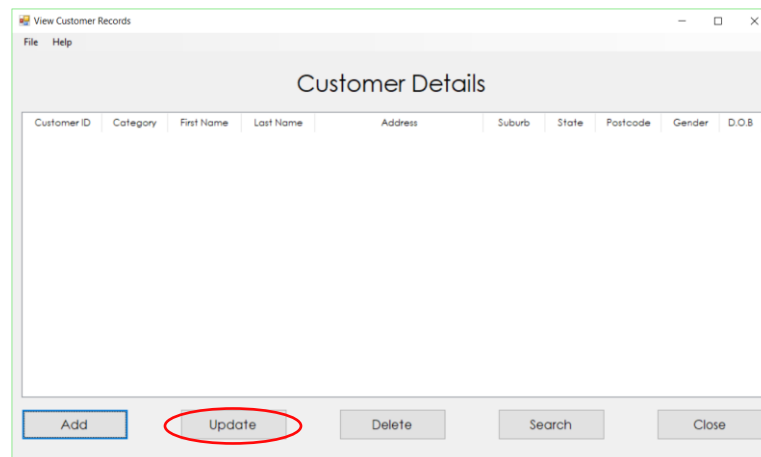 View Customer Records
File Help
Customer Details
Customer ID Category First Name Last Name Address Suburb State Postcode Gender D.O.B
Add Update Delete Search Close